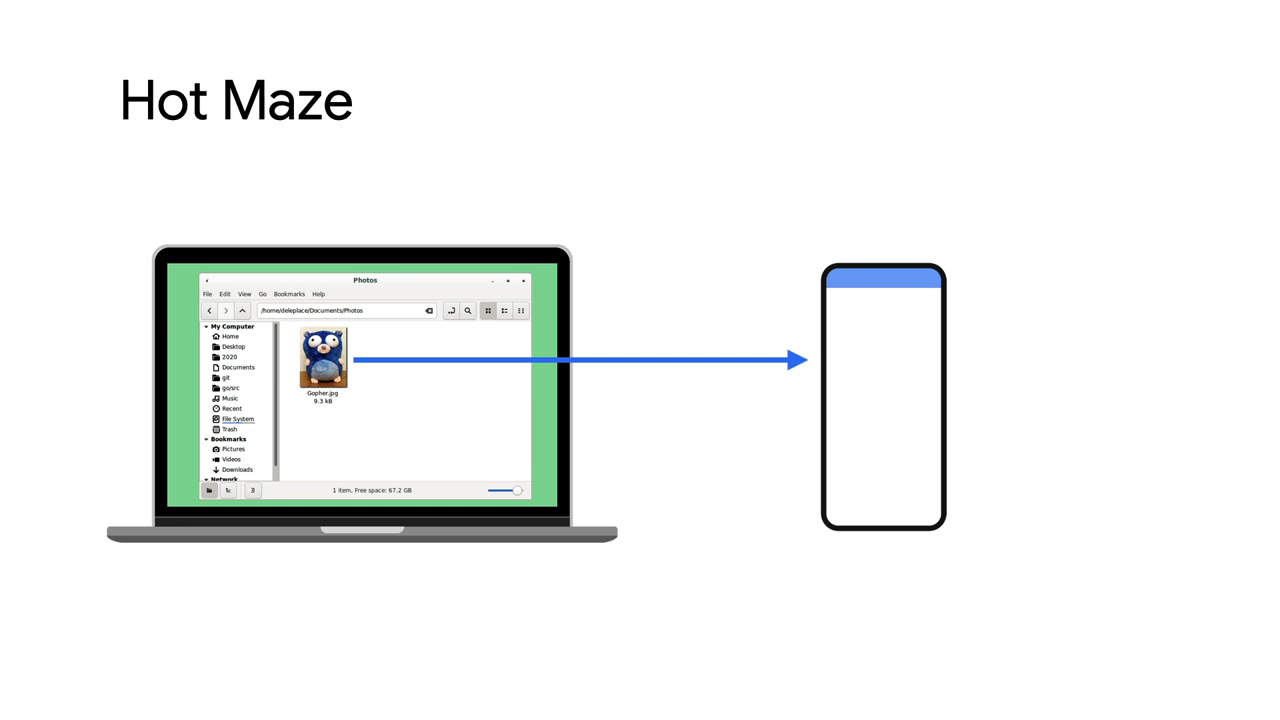 Hot Maze
Photos
File Edit View Go Bookmarks Help
/home/deleplace/Documents/Photos
My Computer
Home
Desktop
2020
Documents
git
go/src
Music
Recent
File System
Trash
Bookmarks
Pictures
Videos
Downloads
Network
Gopher.jpg
9.3 kB
1 item, Free space: 67.2 GB